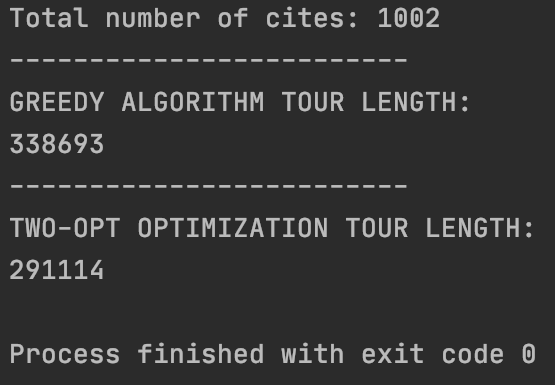 Total number of cites: 1002
--------------------------
GREEDY ALGORITHM TOUR LENGTH:
338693
--------------------------
TWO-OPT OPTIMIZATION TOUR LENGTH:
291114
Process finished with exit code 0